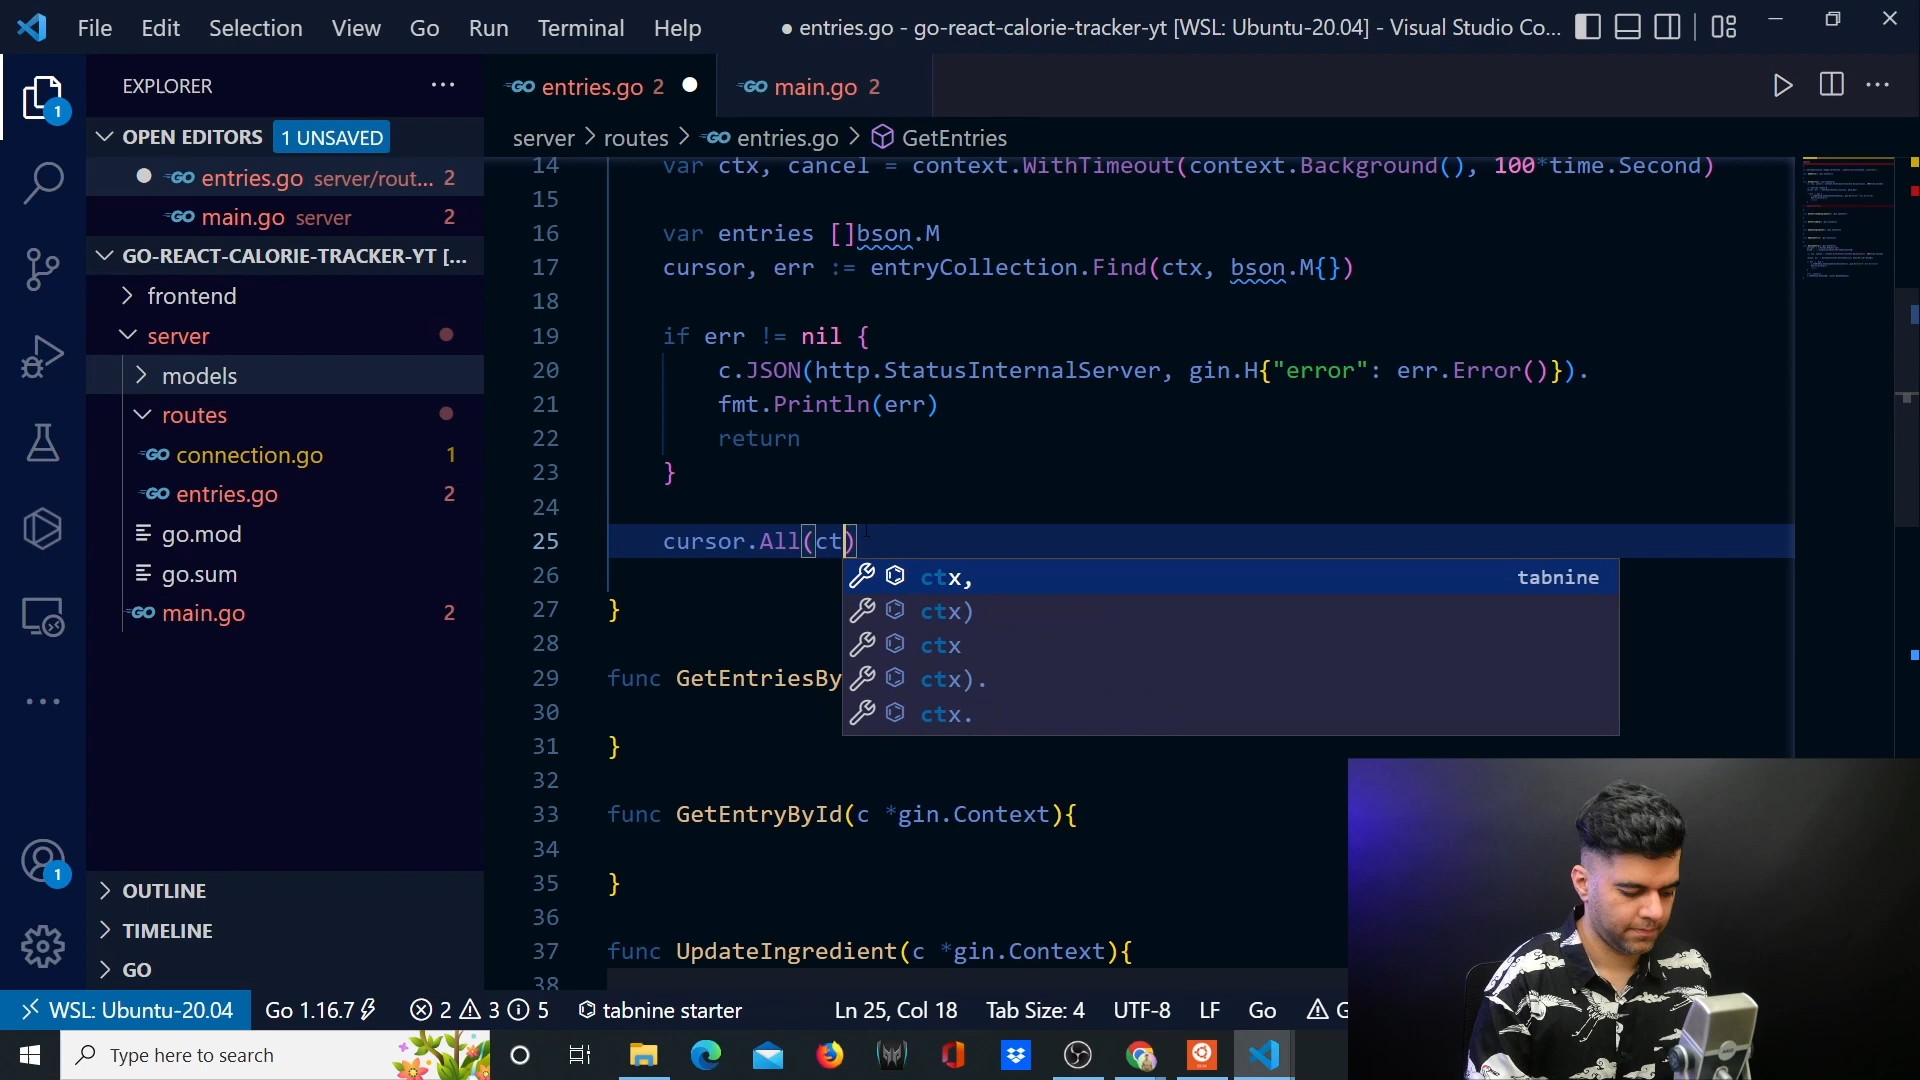 File Edit Selection View Go Run Terminal Help
● entries.go - go-react-calorie-tracker-yt [WSL: Ubuntu-20.04] - Visual Studio Co...
EXPLORER
OPEN EDITORS 1 UNSAVED
entries.go server/rout... 2
main.go server 2
GO-REACT-CALORIE-TRACKER-YT [...
frontend
server
models
routes
connection.go 1
entries.go 2
go.mod
go.sum
main.go 2
OUTLINE
TIMELINE
GO
1
1
entries.go 2
main.go 2
server > routes > entries.go > GetEntries
14 var ctx, cancel = context.WithTimeout(context.Background(), 100*time.Second)
15
16 var entries []bson.M
17 cursor, err := entryCollection.Find(ctx, bson.M{})
18
19 if err != nil {
20 c.JSON(http.StatusInternalServer, gin.H{"error": err.Error()}).
21 fmt.Println(err)
22 return
23 }
24
25 cursor.All(ct)
ctx, tabnine
ctx)
ctx
ctx).
ctx.
26
27 }
28
29 func GetEntriesBy
30
31 }
32
33 func GetEntryById(c *gin.Context){
34
35 }
36
37 func UpdateIngredient(c *gin.Context){
38
WSL: Ubuntu-20.04 Go 1.16.7 2 3 5 tabnine starter Ln 25, Col 18 Tab Size: 4 UTF-8 LF Go G
Type here to search